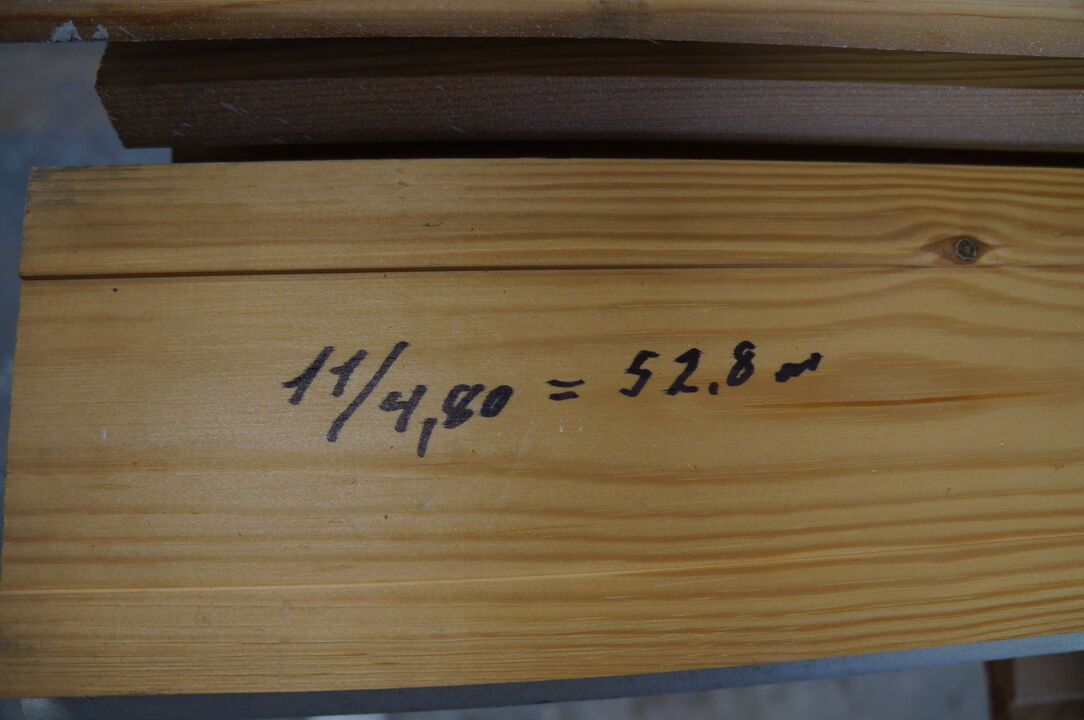 11/4,80 = 52.8 m